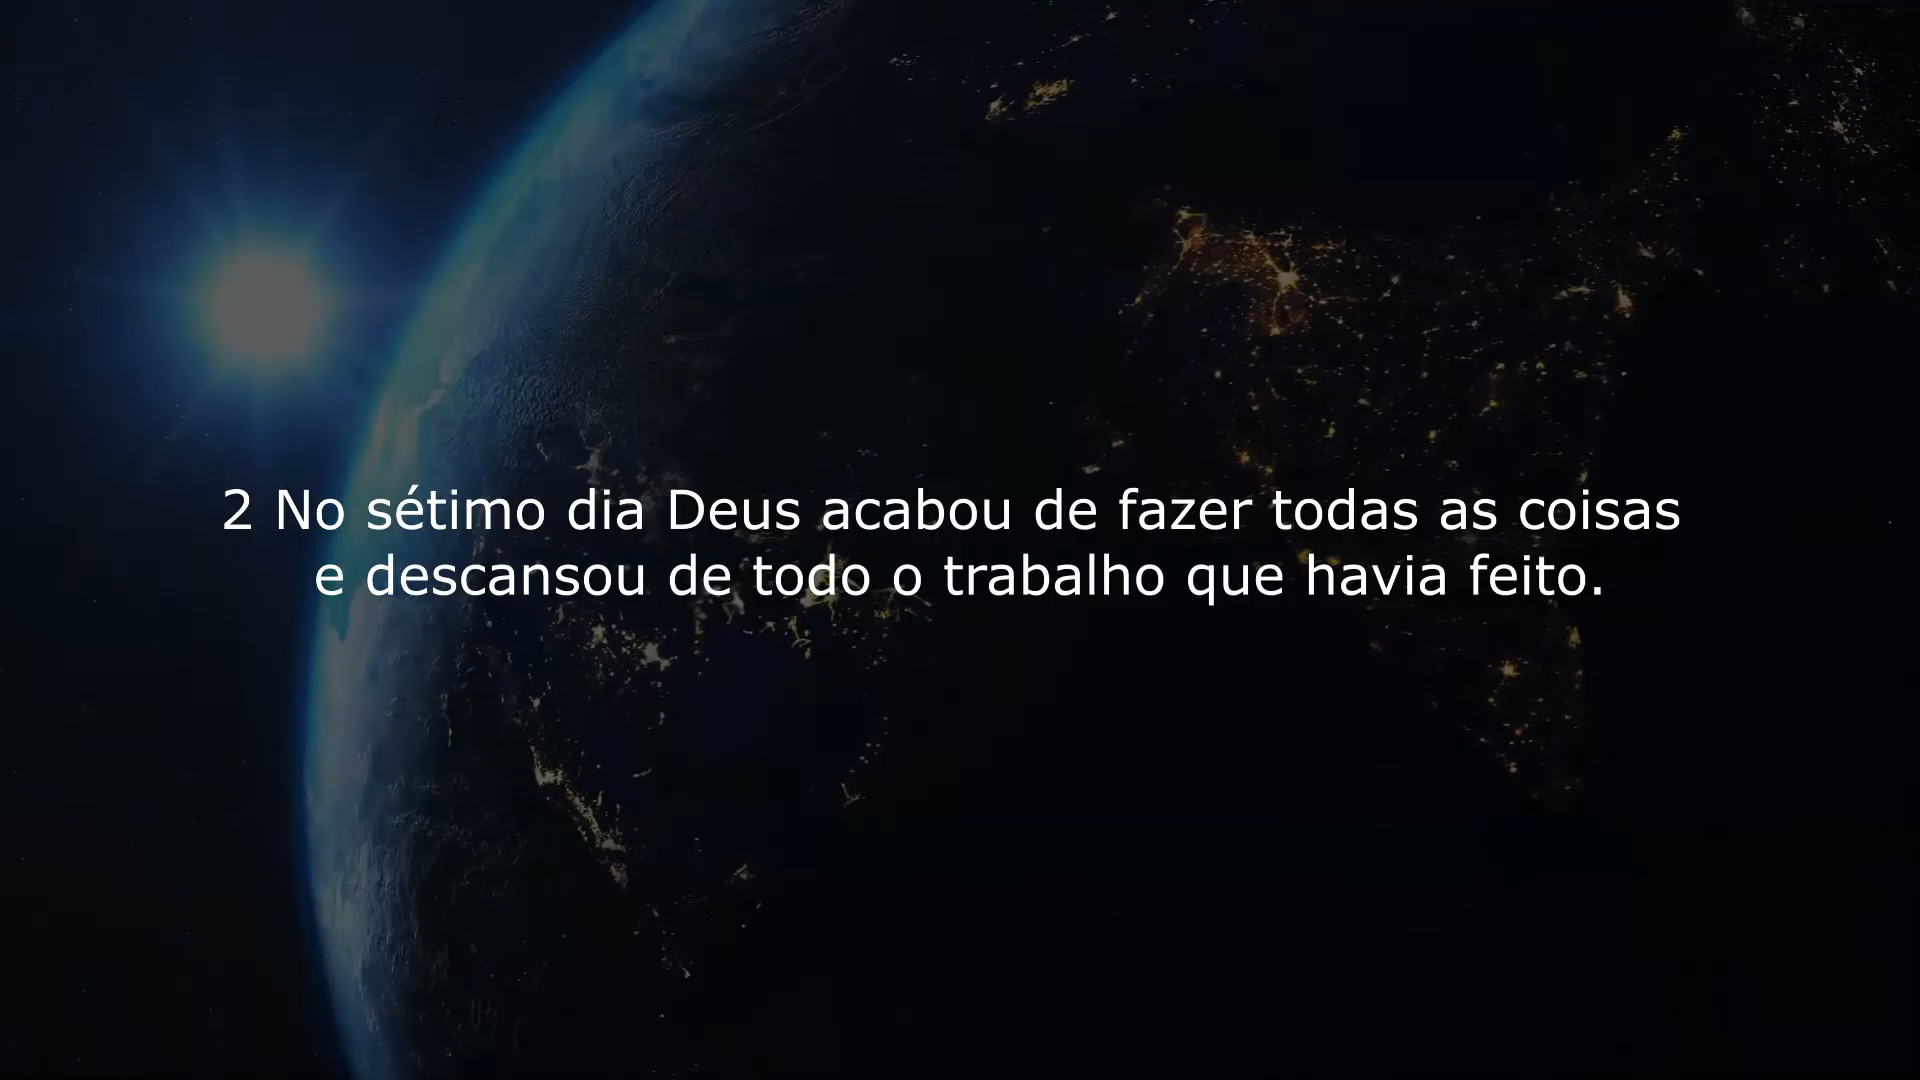 2 No sétimo dia Deus acabou de fazer todas as coisas
e descansou de todo o trabalho que havia feito.